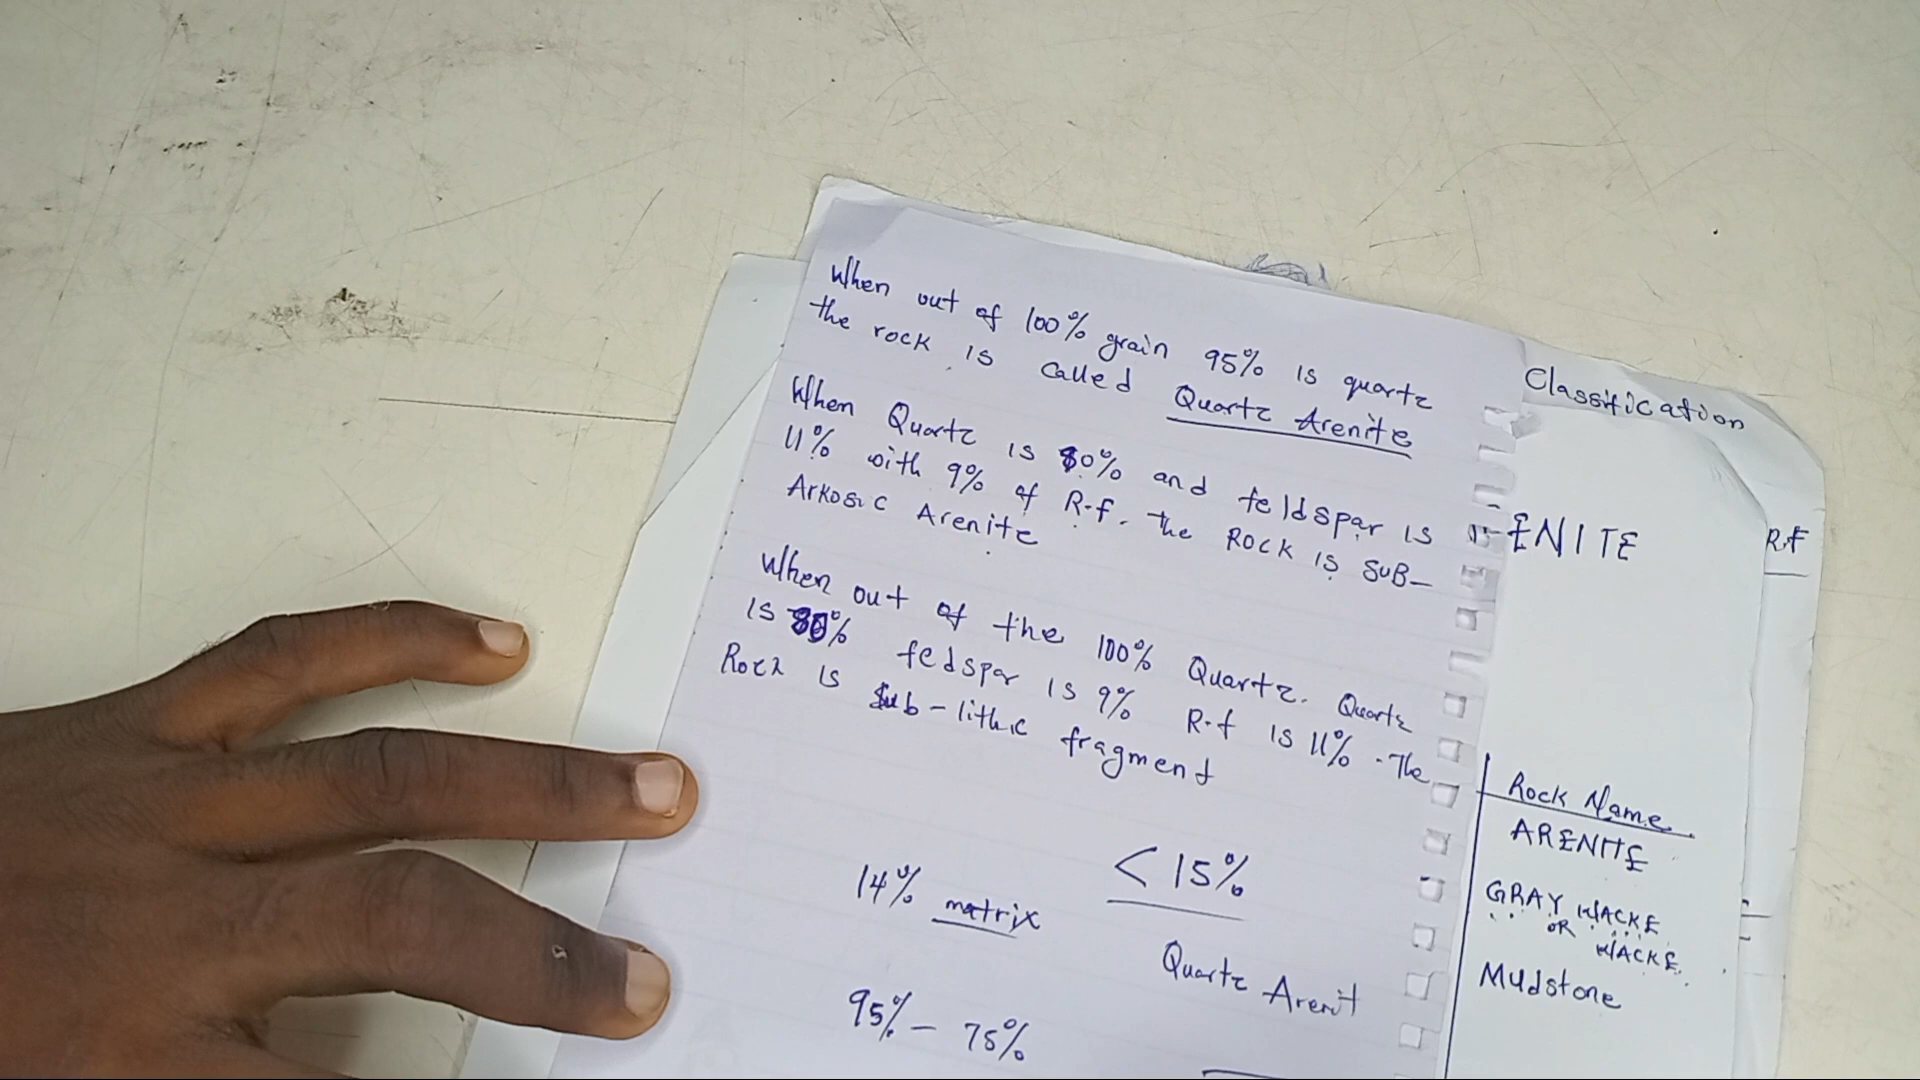 When out of 100% grain 95% is quartz
the rock is called Quartz Arenite
When Quartz is 80% and feldspar is
11% with 9% of R.f. the Rock is SUB-
Arkosic Arenite
When out of the 100% Quartz. Quartz
is 80% fedspar is 9% R.f is 11%. The
Rock is Sub-lithic fragment
14% matrix < 15%
Quartz Arenit
95% - 75%
Classification
ENITE
R.F
Rock Name
ARENITE
GRAY WACKE
OR
WACKE.
Mudstone